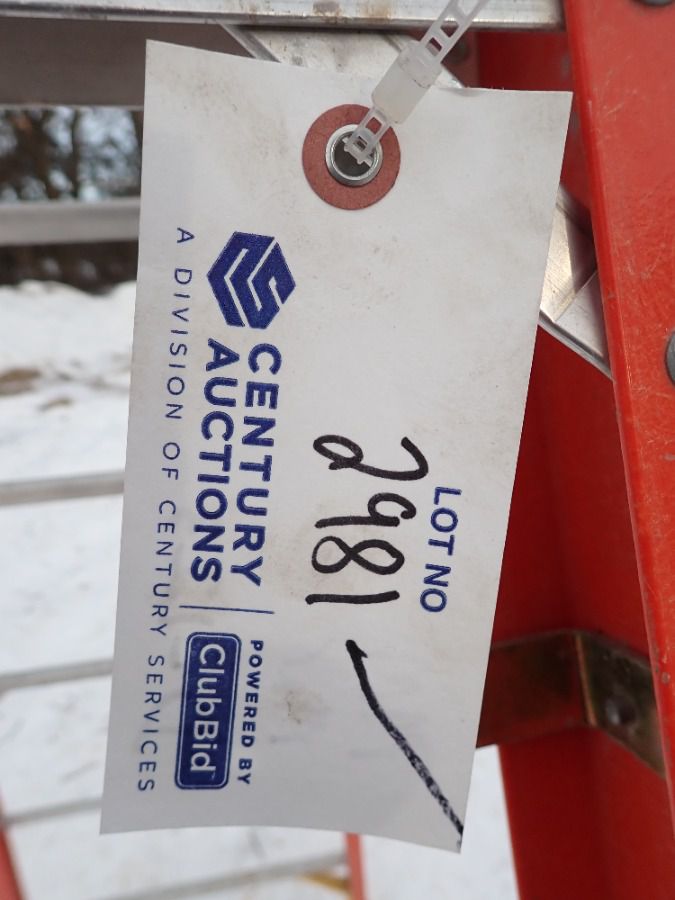 LOT NO
2981
CENTURY
AUCTIONS
POWERED BY
ClubBid
A DIVISION OF CENTURY SERVICES